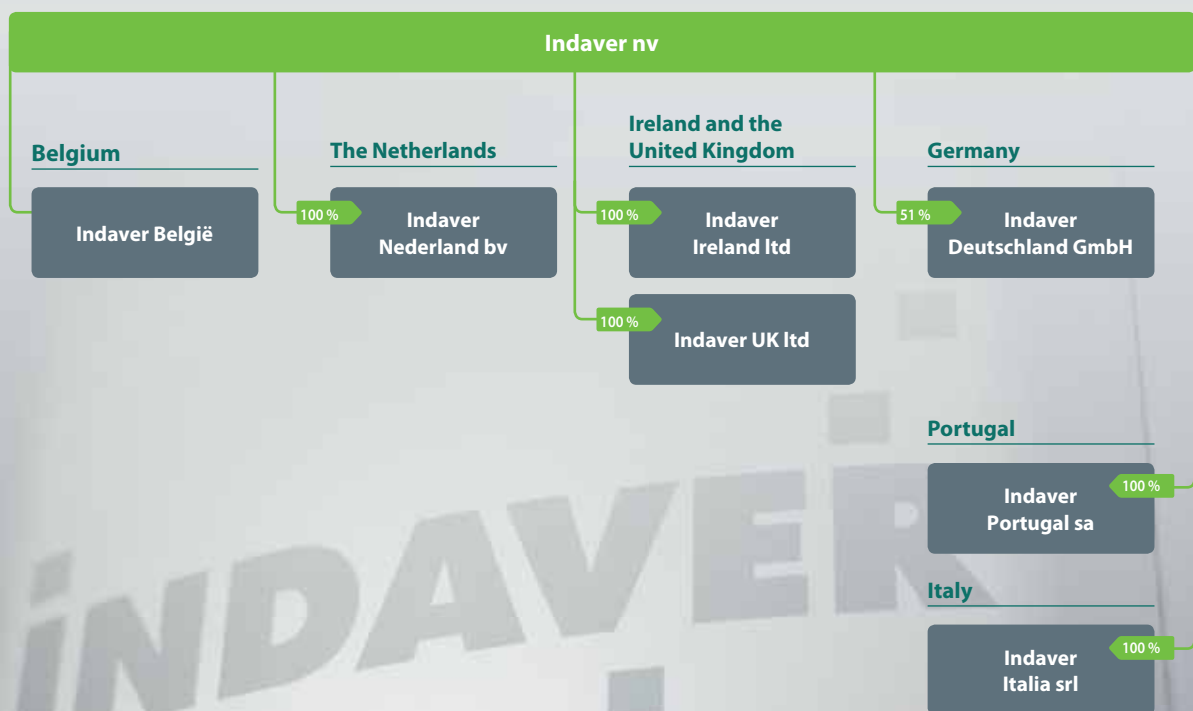 Indaver nv
Belgium
Indaver België
The Netherlands
100 %
Indaver
Nederland bv
Ireland and the
United Kingdom
100 %
Indaver
Ireland ltd
100 %
Indaver UK ltd
Germany
51 %
Indaver
Deutschland GmbH
Portugal
100 %
Indaver
Portugal sa
Italy
100 %
Indaver
Italia srl
iNDAVER